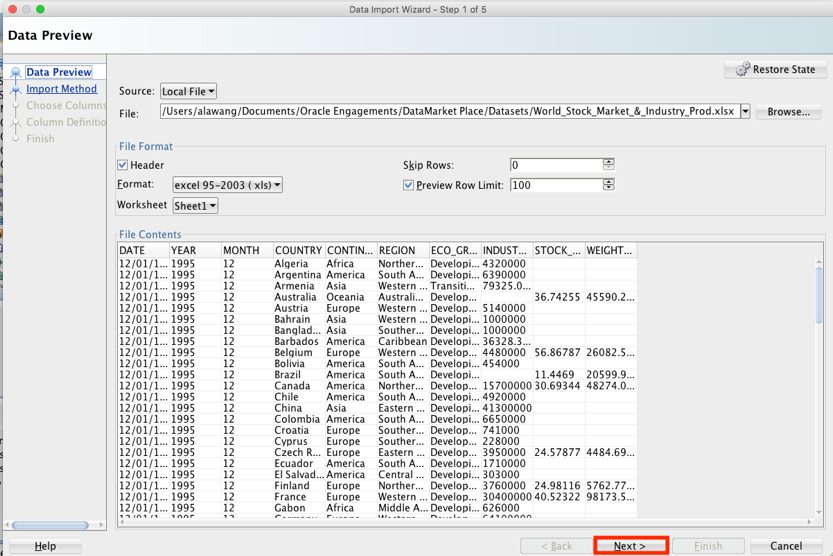 Data Import Wizard - Step 1 of 5
Data Preview
Restore State
Data Preview
Import Method
Choose Columns
Column Definitio
Finish
Source: Local File
File: /Users/alawang/Documents/Oracle Engagements/DataMarket Place/Datasets/World_Stock_Market_&_Industry_Prod.xlsx Browse...
File Format
Header Skip Rows: 0
Format: excel 95-2003 ( xls) Preview Row Limit: 100
Worksheet Sheet1
File Contents
DATE YEAR MONTH COUNTRY CONTIN... REGION ECO_GR... INDUST... STOCK_... WEIGHT...
12/01/1... 1995 12 Algeria Africa Norther... Developi... 4320000
12/01/1... 1995 12 Argentina America South A... Developi... 6390000
12/01/1... 1995 12 Armenia Asia Western ... Transiti... 79325.0...
12/01/1... 1995 12 Australia Oceania Australi... Develop... 36.74255 45590.2...
12/01/1... 1995 12 Austria Europe Western ... Develop... 5140000
12/01/1... 1995 12 Bahrain Asia Western ... Developi... 1000000
12/01/1... 1995 12 Banglad... Asia Souther... Developi... 1000000
12/01/1... 1995 12 Barbados America Caribbean Developi... 36328.3...
12/01/1... 1995 12 Belgium Europe Western ... Develop... 4480000 56.86787 26082.5...
12/01/1... 1995 12 Bolivia America South A... Developi... 454000
12/01/1... 1995 12 Brazil America South A... Developi... 11.4469 20599.9...
12/01/1... 1995 12 Canada America Norther... Develop... 15700000 30.69344 48274.0...
12/01/1... 1995 12 Chile America South A... Developi... 4920000
12/01/1... 1995 12 China Asia Eastern ... Developi... 41300000
12/01/1... 1995 12 Colombia America South A... Developi... 6650000
12/01/1... 1995 12 Croatia Europe Souther... Develop... 741000
12/01/1... 1995 12 Cyprus Europe Souther... Develop... 228000
12/01/1... 1995 12 Czech R... Europe Eastern ... Develop... 3950000 24.57877 4484.69...
12/01/1... 1995 12 Ecuador America South A... Developi... 1710000
12/01/1... 1995 12 El Salvad... America Central ... Developi... 303000
12/01/1... 1995 12 Finland Europe Norther... Develop... 3760000 24.98116 5762.77...
12/01/1... 1995 12 France Europe Western ... Develop... 30400000 40.52322 98173.5...
12/01/1... 1995 12 Gabon Africa Middle A... Developi... 626000
Help < Back Next > Finish Cancel